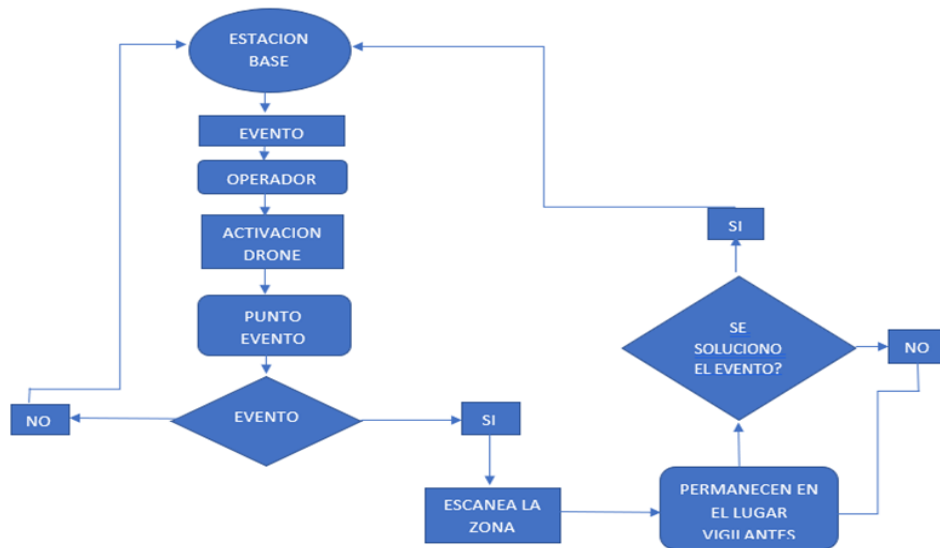 ESTACION
BASE
EVENTO
OPERADOR
ACTIVACION
DRONE
PUNTO
EVENTO
EVENTO
NO
SI
ESCANEA LA
ZONA
PERMANECEN EN
EL LUGAR
VIGILANTES
SE
SOLUCIONO
EL EVENTO?
SI
NO